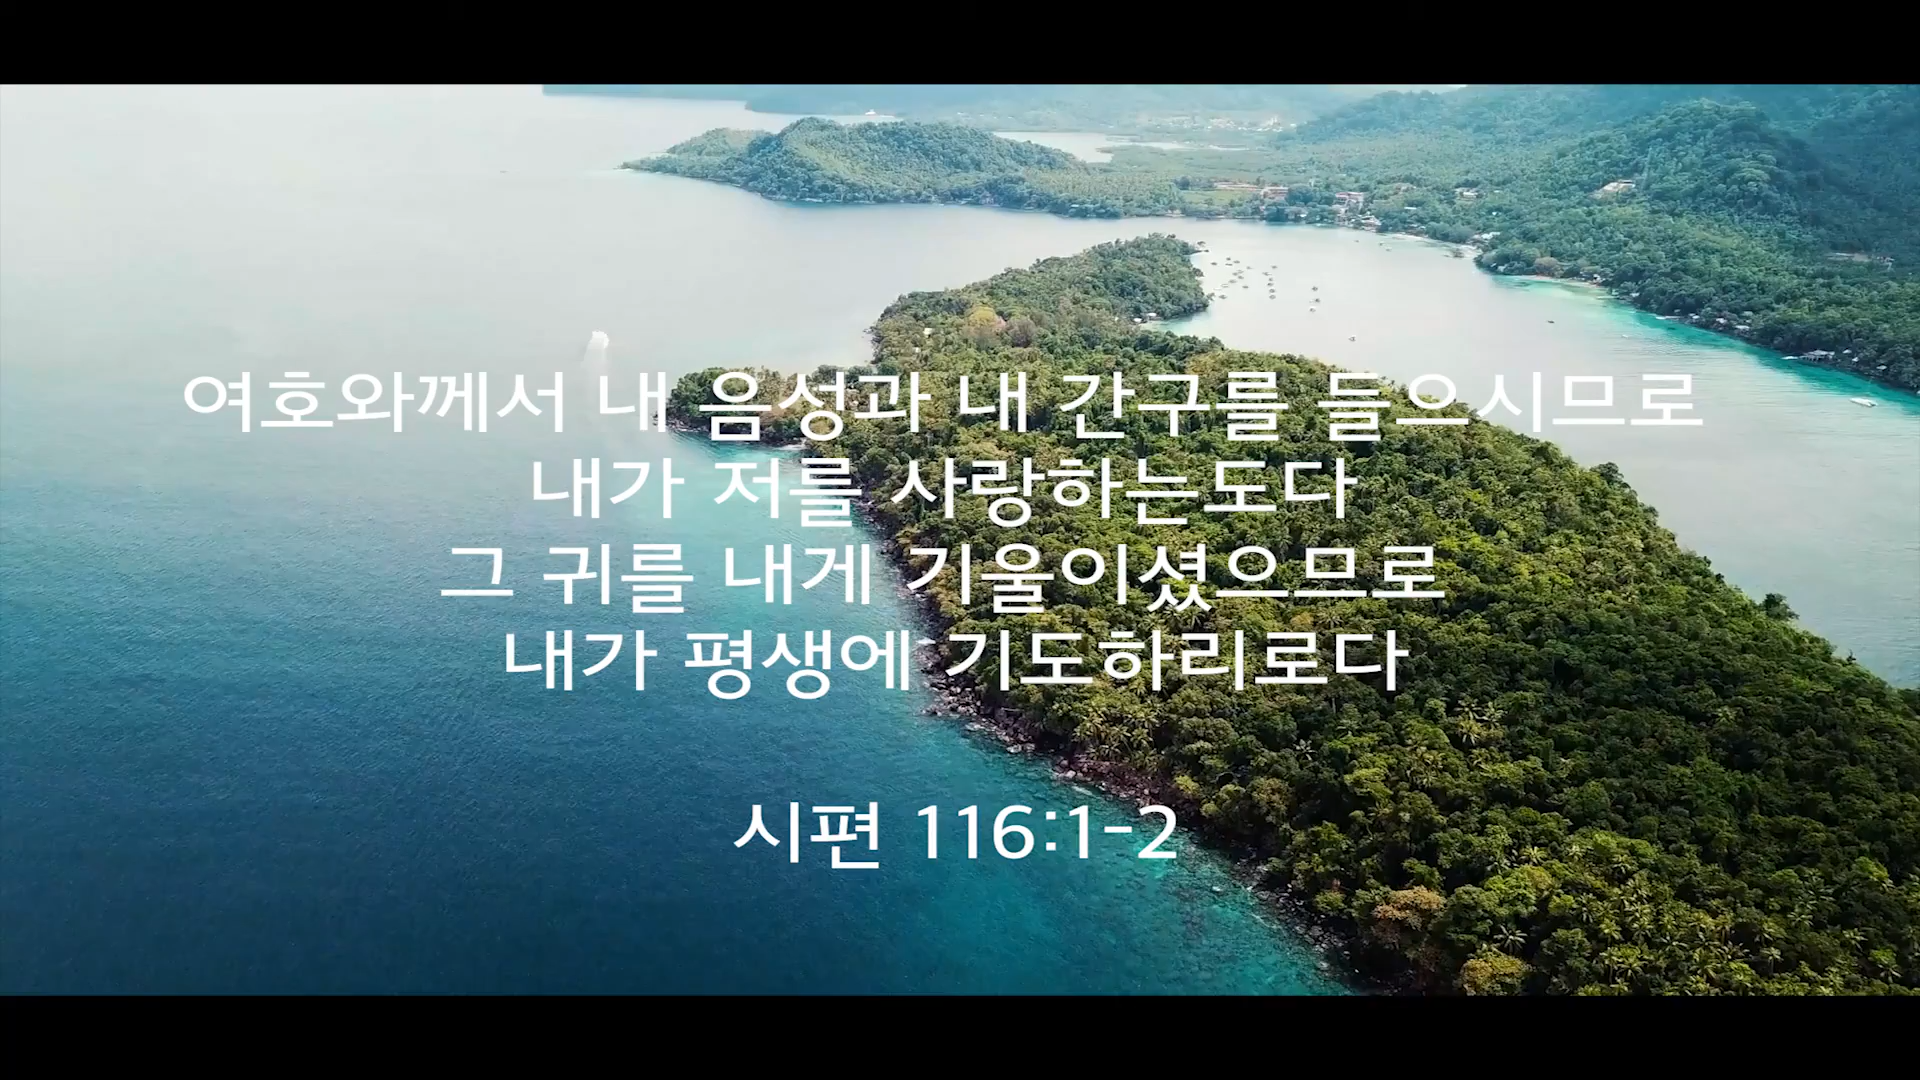 여호와께서 내 음성과 내 간구를 들으시므로
내가 저를 사랑하는도다
그 귀를 내게 기울이셨으므로
내가 평생에 기도하리로다
시편 116:1-2